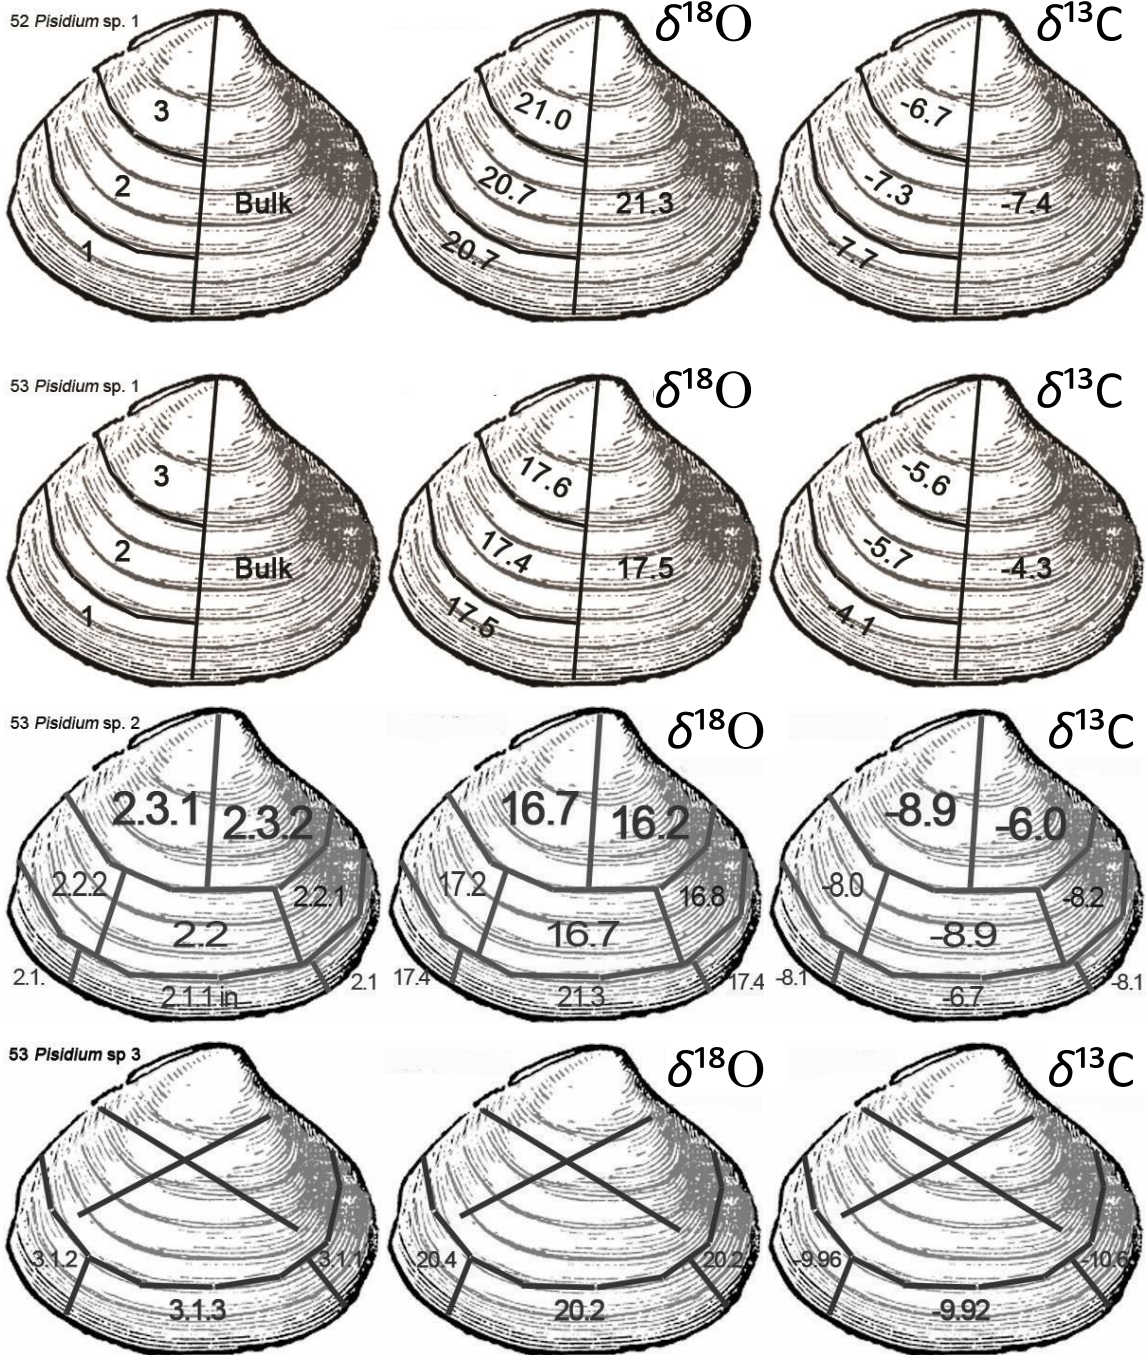 52 Pisidium sp. 1
δ¹⁸O
δ¹³C
3
2
1
Bulk
21.0
20.7
20.7
21.3
-6.7
-7.3
-7.7
-7.4
53 Pisidium sp. 1
δ¹⁸O
δ¹³C
3
2
1
Bulk
17.6
17.4
17.5
17.5
-5.6
-5.7
-4.1
-4.3
53 Pisidium sp. 2
δ¹⁸O
δ¹³C
2.3.1 2.3.2
2.2.2 2.2.1
2.2
2.1. 2.1
2.1.1 in
16.7 16.2
17.2 16.8
16.7
17.4 17.4
21.3
-8.9 -6.0
-8.0 -8.2
-8.9
-8.1 -8.1
-6.7
53 Pisidium sp 3
δ¹⁸O
δ¹³C
3.1.2 3.1.1
3.1.3
20.4 20.2
20.2
-9.96 -10.6
-9.92